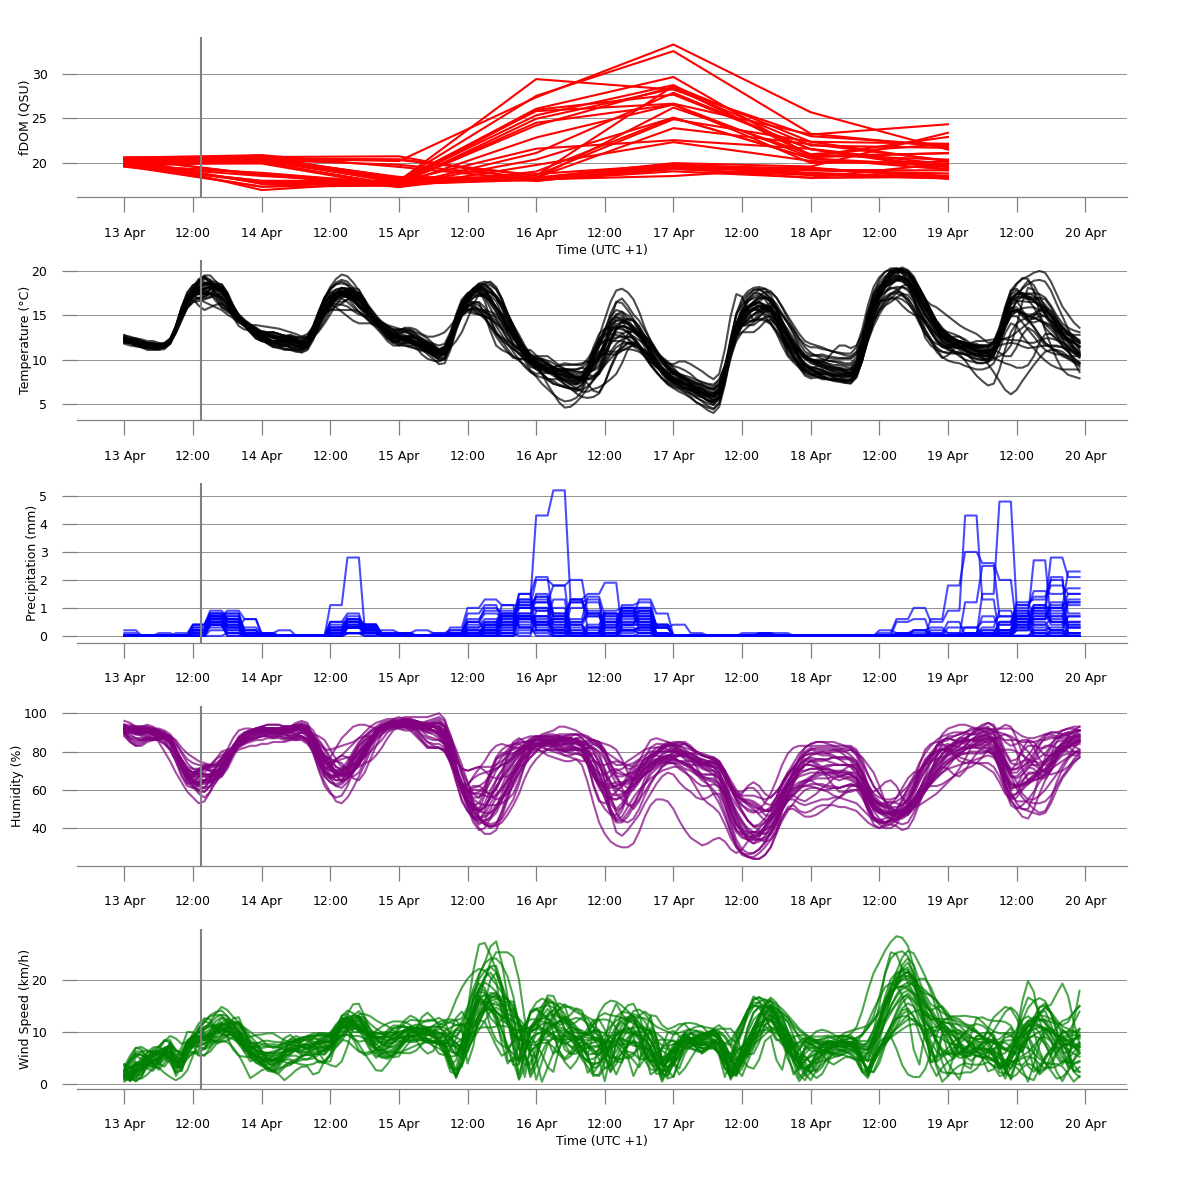 fDOM (QSU)
30
25
20
13 Apr 12:00 14 Apr 12:00 15 Apr 12:00 16 Apr 12:00 17 Apr 12:00 18 Apr 12:00 19 Apr 12:00 20 Apr
Time (UTC +1)
Temperature (°C)
20
15
10
5
13 Apr 12:00 14 Apr 12:00 15 Apr 12:00 16 Apr 12:00 17 Apr 12:00 18 Apr 12:00 19 Apr 12:00 20 Apr
Precipitation (mm)
5
4
3
2
1
0
13 Apr 12:00 14 Apr 12:00 15 Apr 12:00 16 Apr 12:00 17 Apr 12:00 18 Apr 12:00 19 Apr 12:00 20 Apr
Humidity (%)
100
80
60
40
13 Apr 12:00 14 Apr 12:00 15 Apr 12:00 16 Apr 12:00 17 Apr 12:00 18 Apr 12:00 19 Apr 12:00 20 Apr
Wind Speed (km/h)
20
10
0
13 Apr 12:00 14 Apr 12:00 15 Apr 12:00 16 Apr 12:00 17 Apr 12:00 18 Apr 12:00 19 Apr 12:00 20 Apr
Time (UTC +1)